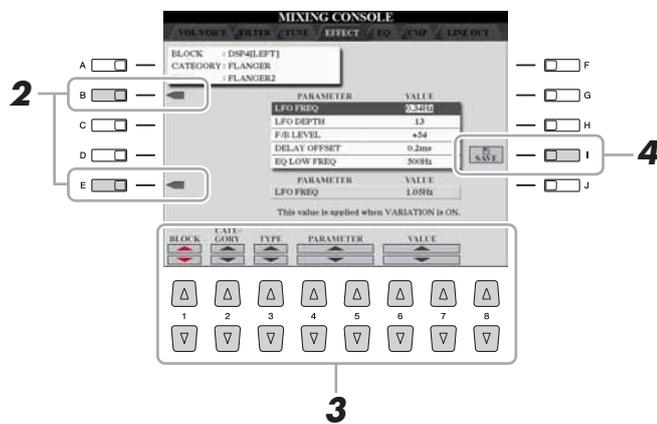 MIXING CONSOLE
VOL/VOICE FILTER TUNE EFFECT EQ CMP LINE OUT
BLOCK : DSP4[LEFT]
CATEGORY : FLANGER
: FLANGER2
A
B
C
D
E
F
G
H
I
J
2
4
PARAMETER VALUE
LFO FREQ 0.34Hz
LFO DEPTH 13
F/B LEVEL +54
DELAY OFFSET 0.2ms
EQ LOW FREQ 500Hz
SAVE
PARAMETER VALUE
LFO FREQ 1.05Hz
This value is applied when VARIATION is ON.
BLOCK CATE-GORY TYPE PARAMETER VALUE
1 2 3 4 5 6 7 8
3